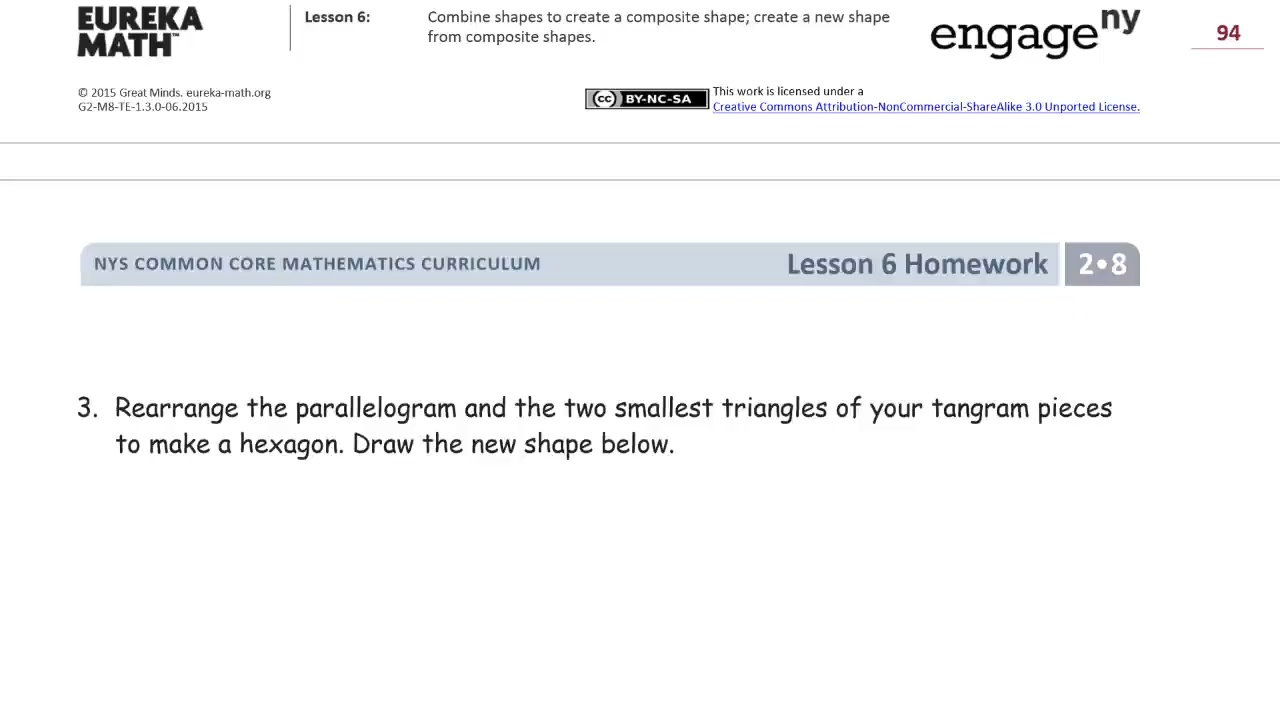 EUREKA
MATH™
Lesson 6:
Combine shapes to create a composite shape; create a new shape
from composite shapes.
engage ny
94
© 2015 Great Minds. eureka-math.org
G2-M8-TE-1.3.0-06.2015
cc BY-NC-SA
This work is licensed under a
Creative Commons Attribution-NonCommercial-ShareAlike 3.0 Unported License.
NYS COMMON CORE MATHEMATICS CURRICULUM
Lesson 6 Homework
2•8
3. Rearrange the parallelogram and the two smallest triangles of your tangram pieces
to make a hexagon. Draw the new shape below.